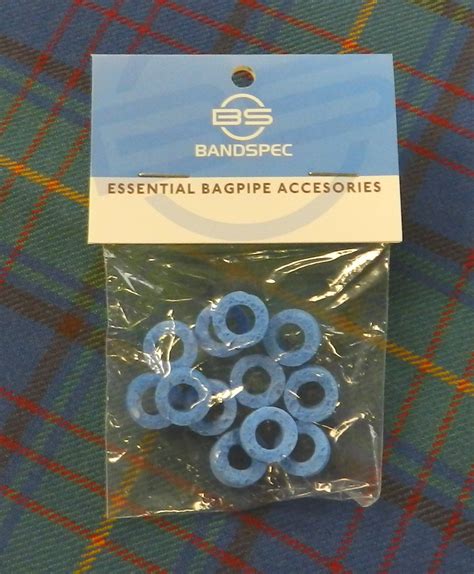 BS
BANDSPEC
ESSENTIAL BAGPIPE ACCESORIES